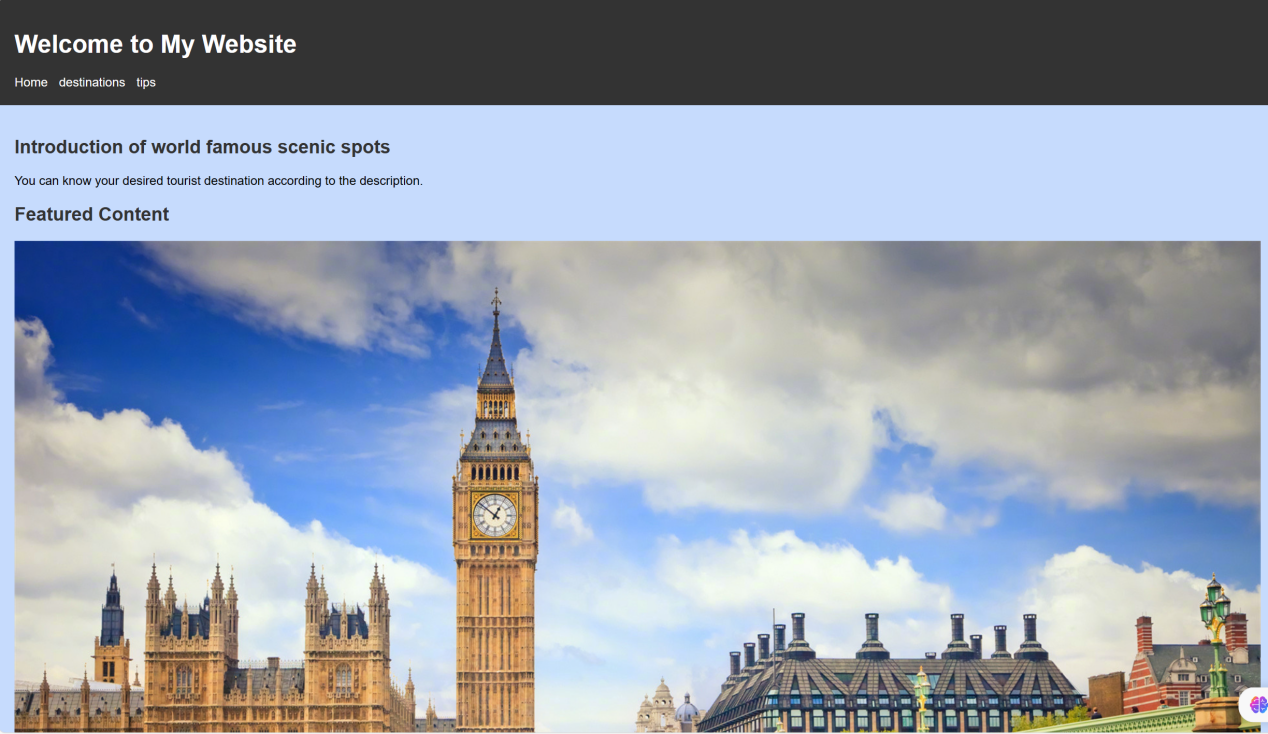 Welcome to My Website
Home destinations tips
Introduction of world famous scenic spots
You can know your desired tourist destination according to the description.
Featured Content